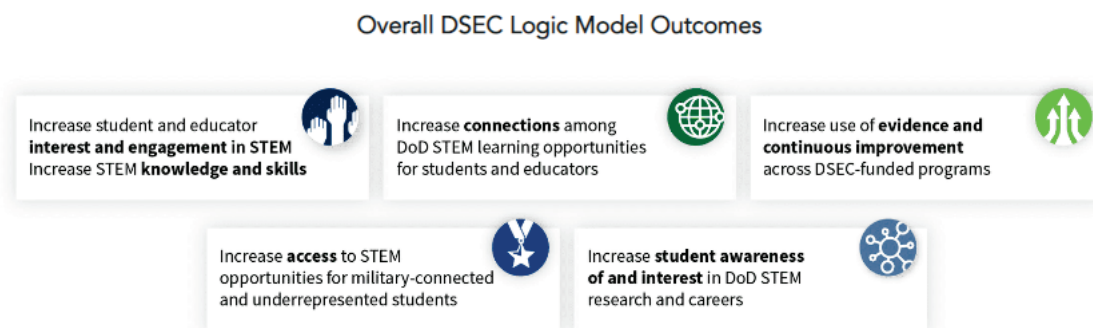 Overall DSEC Logic Model Outcomes
Increase student and educator
interest and engagement in STEM
Increase STEM knowledge and skills
Increase connections among
DoD STEM learning opportunities
for students and educators
Increase use of evidence and
continuous improvement
across DSEC-funded programs
Increase access to STEM
opportunities for military-connected
and underrepresented students
Increase student awareness
of and interest in DoD STEM
research and careers